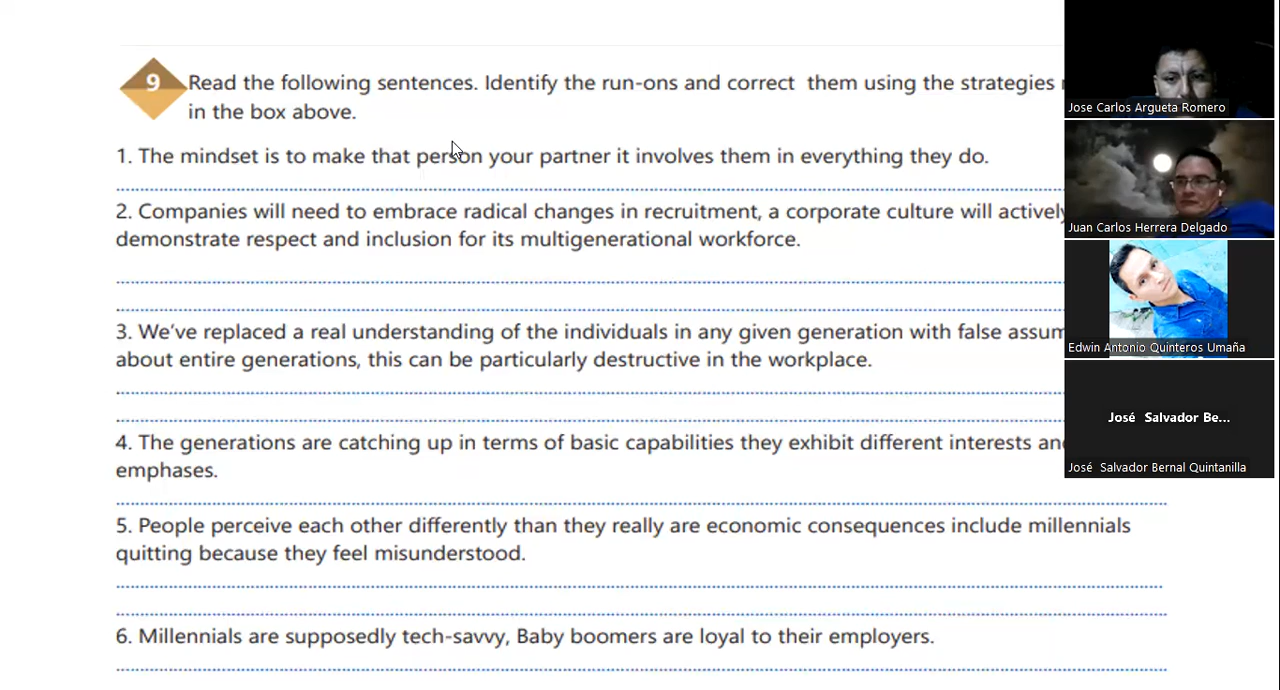 9
Read the following sentences. Identify the run-ons and correct them using the strategies
in the box above.
1. The mindset is to make that person your partner it involves them in everything they do.
2. Companies will need to embrace radical changes in recruitment, a corporate culture will actively
demonstrate respect and inclusion for its multigenerational workforce.
3. We've replaced a real understanding of the individuals in any given generation with false
about entire generations, this can be particularly destructive in the workplace.
4. The generations are catching up in terms of basic capabilities they exhibit different interests and
emphases.
5. People perceive each other differently than they really are economic consequences include millennials
quitting because they feel misunderstood.
6. Millennials are supposedly tech-savvy, Baby boomers are loyal to their employers.
Jose Carlos Argueta Romero
Juan Carlos Herrera Delgado
Edwin Antonio Quinteros Umaña
José Salvador Be...
José Salvador Bernal Quintanilla